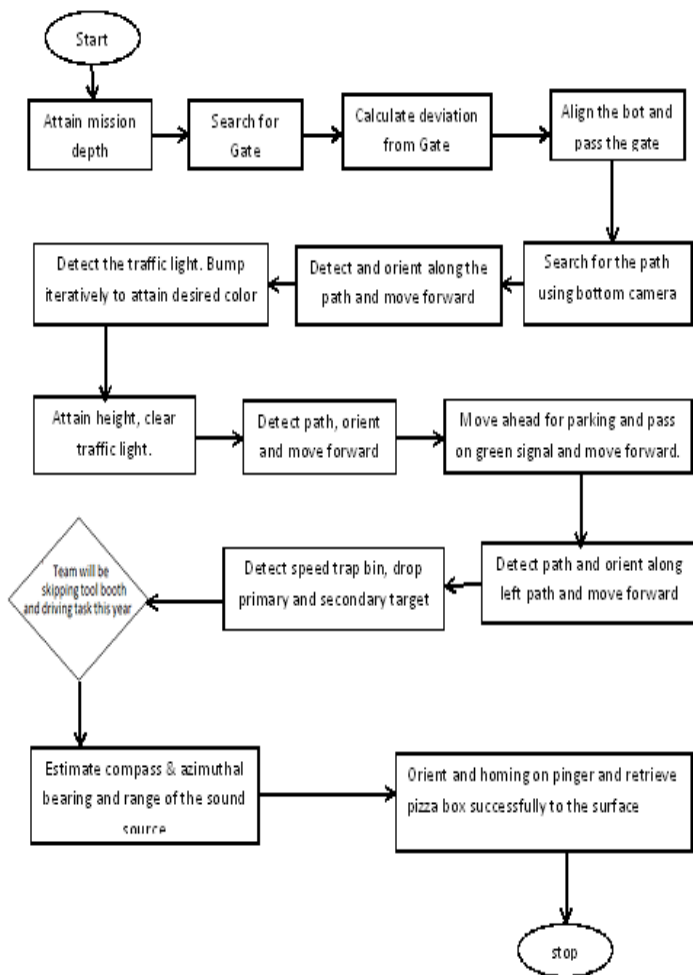 Start
Attain mission
depth
Search for
Gate
Calculate deviation
from Gate
Align the bot and
pass the gate
Search for the path
using bottom camera
Detect and orient along the
path and move forward
Detect the traffic light. Bump
iteratively to attain desired color
Attain height, clear
traffic light.
Detect path, orient
and move forward
Move ahead for parking and pass
on green signal and move forward.
Detect path and orient along
left path and move forward
Detect speed trap bin, drop
primary and secondary target
Team will be
skipping tool booth
and driving task this year
Estimate compass & azimuthal
bearing and range of the sound
source
Orient and homing on pinger and retrieve
pizza box successfully to the surface
stop